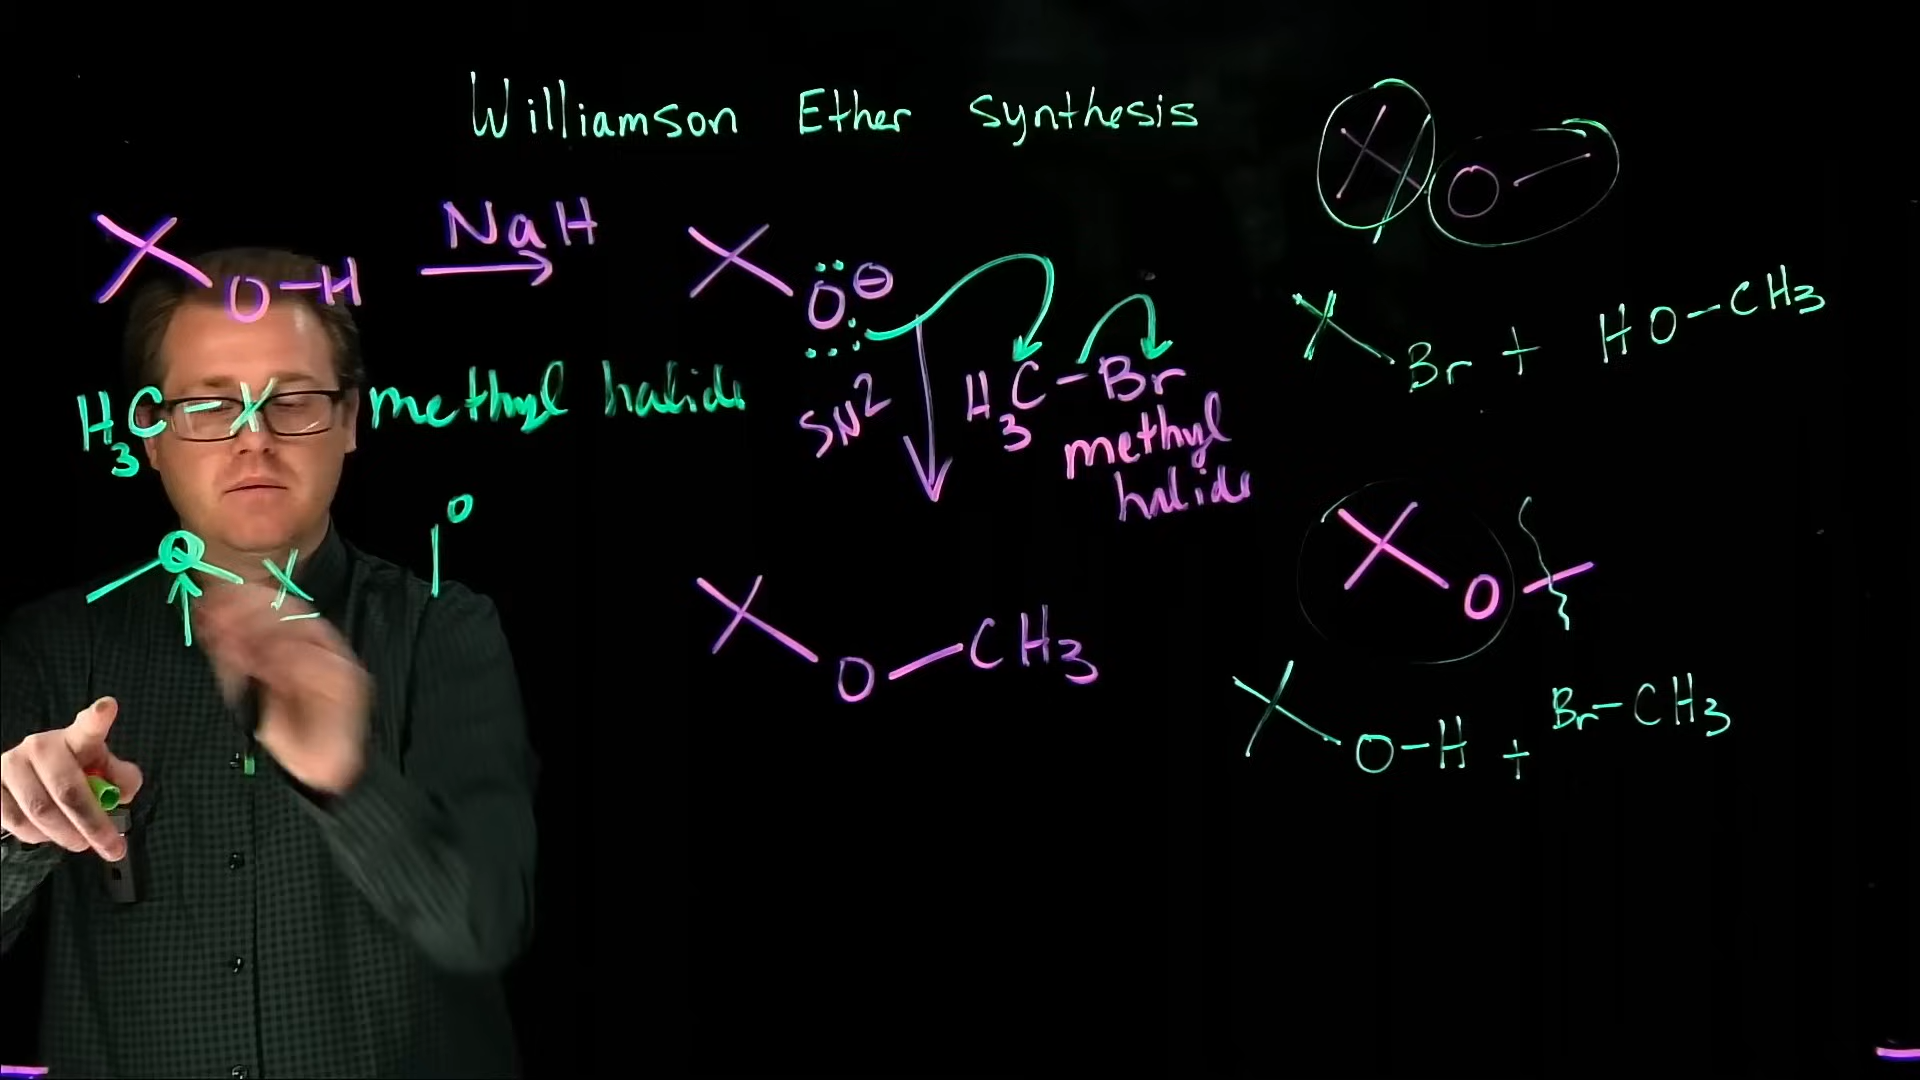 Williamson Ether synthesis
O-H
NaH
O⊖
H3C-Br
SN2
methyl
halide
O-CH3
H3C-X methyl halide
X 1°
O
Br + HO-CH3
O
O-H + Br-CH3